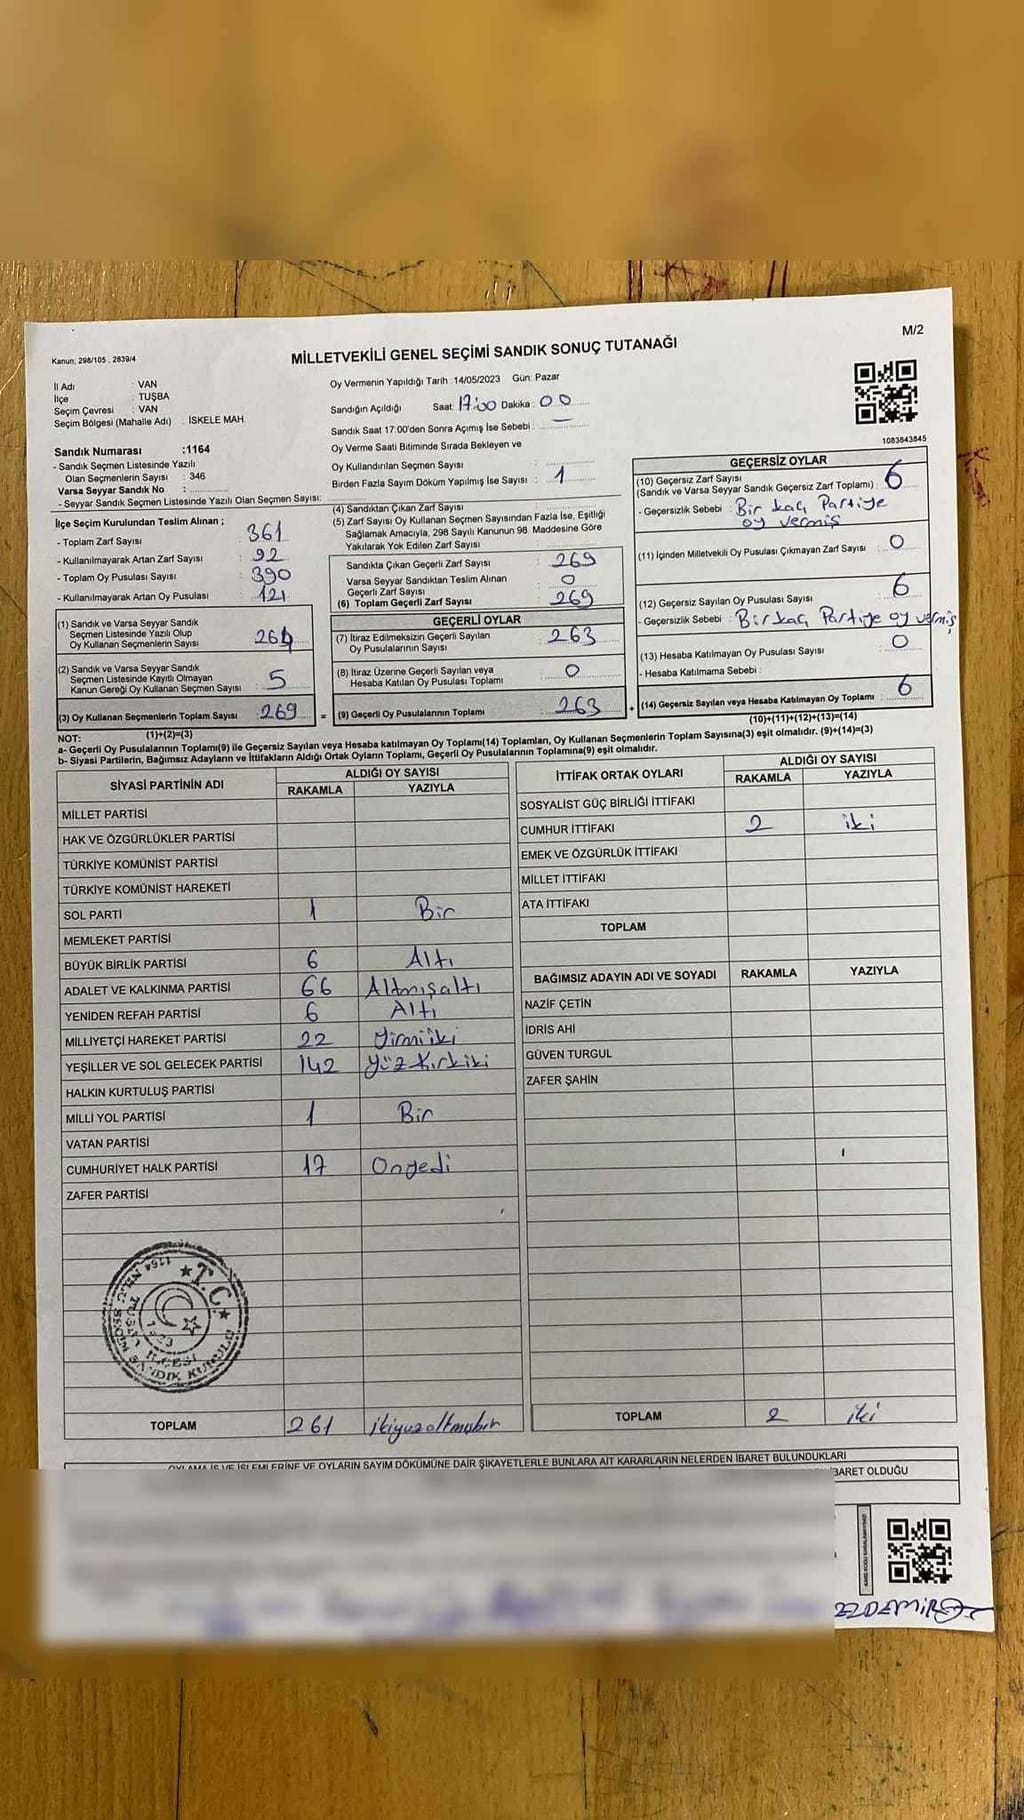 M/2
Kanun; 298/105 , 2839/4
MİLLETVEKİLİ GENEL SEÇİMİ SANDIK SONUÇ TUTANAĞI
İl Adı : VAN
İlçe : TUŞBA
Seçim Çevresi : VAN
Seçim Bölgesi (Mahalle Adı) : İSKELE MAH
Oy Vermenin Yapıldığı Tarih : 14/05/2023 Gün: Pazar
Sandığın Açıldığı Saat: 17:00 Dakika: 00
Sandık Saat 17:00'den Sonra Açımış İse Sebebi : —
Oy Verme Saati Bitiminde Sırada Bekleyen ve
Oy Kullandırılan Seçmen Sayısı :
Birden Fazla Sayım Döküm Yapılmış İse Sayısı : 1
1083843845
Sandık Numarası :1164
- Sandık Seçmen Listesinde Yazılı
Olan Seçmenlerin Sayısı : 346
Varsa Seyyar Sandık No :
- Seyyar Sandık Seçmen Listesinde Yazılı Olan Seçmen Sayısı:
İlçe Seçim Kurulundan Teslim Alınan ;
- Toplam Zarf Sayısı : 361
- Kullanılmayarak Artan Zarf Sayısı : 92
- Toplam Oy Pusulası Sayısı : 390
- Kullanılmayarak Artan Oy Pusulası : 121
(1) Sandık ve Varsa Seyyar Sandık
Seçmen Listesinde Yazılı Olup
Oy Kullanan Seçmenlerin Sayısı : 264
(2) Sandık ve Varsa Seyyar Sandık
Seçmen Listesinde Kayıtlı Olmayan
Kanun Gereği Oy Kullanan Seçmen Sayısı : 5
(3) Oy Kullanan Seçmenlerin Toplam Sayısı : 269
(1)+(2)=(3)
(4) Sandıktan Çıkan Zarf Sayısı :
(5) Zarf Sayısı Oy Kullanan Seçmen Sayısından Fazla İse, Eşitliği
Sağlamak Amacıyla, 298 Sayılı Kanunun 98. Maddesine Göre
Yakılarak Yok Edilen Zarf Sayısı :
Sandıkta Çıkan Geçerli Zarf Sayısı : 269
Varsa Seyyar Sandıktan Teslim Alınan
Geçerli Zarf Sayısı : 0
(6) Toplam Geçerli Zarf Sayısı : 269
GEÇERLİ OYLAR
(7) İtiraz Edilmeksizin Geçerli Sayılan
Oy Pusulalarının Sayısı : 263
(8) İtiraz Üzerine Geçerli Sayılan veya
Hesaba Katılan Oy Pusulası Toplamı : 0
= (9) Geçerli Oy Pusulalarının Toplamı : 263
GEÇERSİZ OYLAR
(10) Geçersiz Zarf Sayısı
(Sandık ve Varsa Seyyar Sandık Geçersiz Zarf Toplamı) : 6
- Geçersizlik Sebebi : Bir kaç Partiye
oy vermiş
(11) İçinden Milletvekili Oy Pusulası Çıkmayan Zarf Sayısı : 0
(12) Geçersiz Sayılan Oy Pusulası Sayısı : 6
- Geçersizlik Sebebi : Bir kaç Partiye oy vermiş
(13) Hesaba Katılmayan Oy Pusulası Sayısı : 0
- Hesaba Katılmama Sebebi :
+ (14) Geçersiz Sayılan veya Hesaba Katılmayan Oy Toplamı : 6
(10)+(11)+(12)+(13)=(14)
NOT:
a- Geçerli Oy Pusulalarının Toplamı(9) ile Geçersiz Sayılan veya Hesaba katılmayan Oy Toplamı(14) Toplamları, Oy Kullanan Seçmenlerin Toplam Sayısına(3) eşit olmalıdır. (9)+(14)=(3)
b- Siyasi Partilerin, Bağımsız Adayların ve İttifakların Aldığı Ortak Oyların Toplamı, Geçerli Oy Pusulalarının Toplamına(9) eşit olmalıdır.
SİYASİ PARTİNİN ADI ALDIĞI OY SAYISI
RAKAMLA YAZIYLA
MİLLET PARTİSİ
HAK VE ÖZGÜRLÜKLER PARTİSİ
TÜRKİYE KOMÜNİST PARTİSİ
TÜRKİYE KOMÜNİST HAREKETİ
SOL PARTİ 1 Bir
MEMLEKET PARTİSİ
BÜYÜK BİRLİK PARTİSİ 6 Altı
ADALET VE KALKINMA PARTİSİ 66 Altmışaltı
YENİDEN REFAH PARTİSİ 6 Altı
MİLLİYETÇİ HAREKET PARTİSİ 22 yirmiiki
YEŞİLLER VE SOL GELECEK PARTİSİ 142 yüzkırkiki
HALKIN KURTULUŞ PARTİSİ
MİLLİ YOL PARTİSİ 1 Bir
VATAN PARTİSİ
CUMHURİYET HALK PARTİSİ 17 Onyedi
ZAFER PARTİSİ
TOPLAM 261 ikiyüzaltmışbir
İTTİFAK ORTAK OYLARI ALDIĞI OY SAYISI
RAKAMLA YAZIYLA
SOSYALİST GÜÇ BİRLİĞİ İTTİFAKI
CUMHUR İTTİFAKI 2 iki
EMEK VE ÖZGÜRLÜK İTTİFAKI
MİLLET İTTİFAKI
ATA İTTİFAKI
TOPLAM
BAĞIMSIZ ADAYIN ADI VE SOYADI RAKAMLA YAZIYLA
NAZİF ÇETİN
İDRİS AHİ
GÜVEN TURGUL
ZAFER ŞAHİN
TOPLAM 2 iki
T.C.
OYLAMA İŞ VE İŞLEMLERİNE VE OYLARIN SAYIM DÖKÜMÜNE DAİR ŞİKAYETLERLE BUNLARA AİT KARARLARIN NELERDEN İBARET BULUNDUKLARI
İBARET OLDUĞU